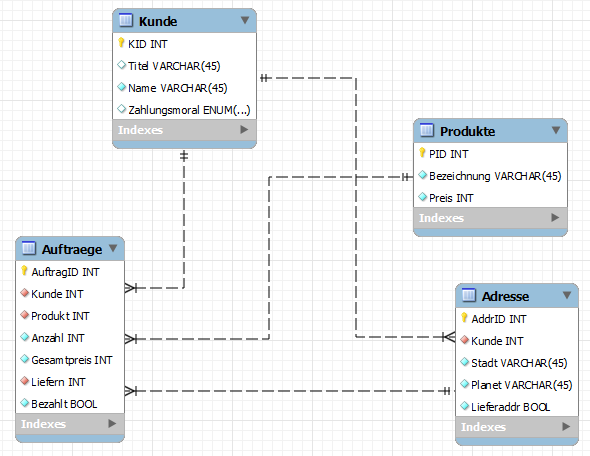 Kunde
KID INT
Titel VARCHAR(45)
Name VARCHAR(45)
Zahlungsmoral ENUM(...)
Indexes
Produkte
PID INT
Bezeichnung VARCHAR(45)
Preis INT
Indexes
Auftraege
AuftragID INT
Kunde INT
Produkt INT
Anzahl INT
Gesamtpreis INT
Liefern INT
Bezahlt BOOL
Indexes
Adresse
AddrID INT
Kunde INT
Stadt VARCHAR(45)
Planet VARCHAR(45)
Lieferaddr BOOL
Indexes